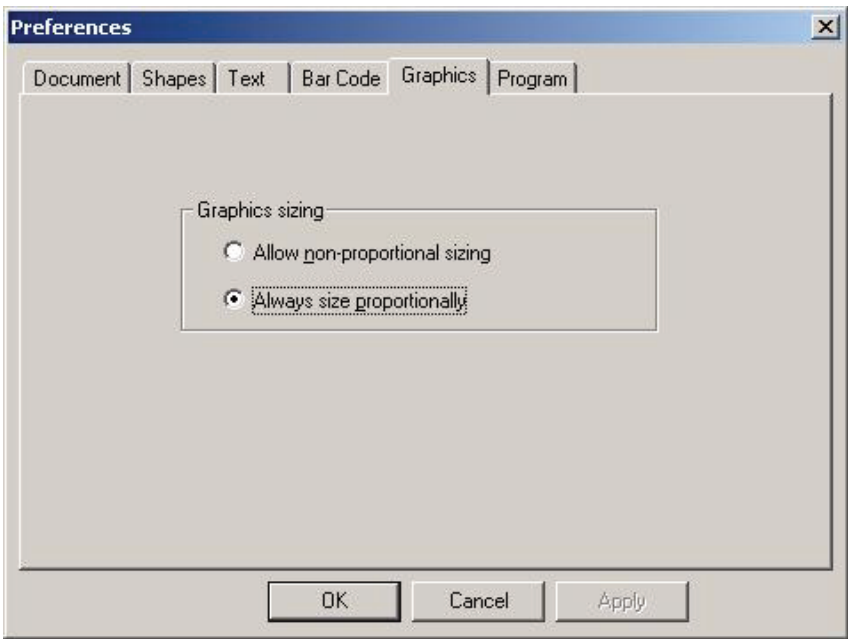 Preferences
Document Shapes Text Bar Code Graphics Program
Graphics sizing
Allow non-proportional sizing
Always size proportionally
OK Cancel Apply